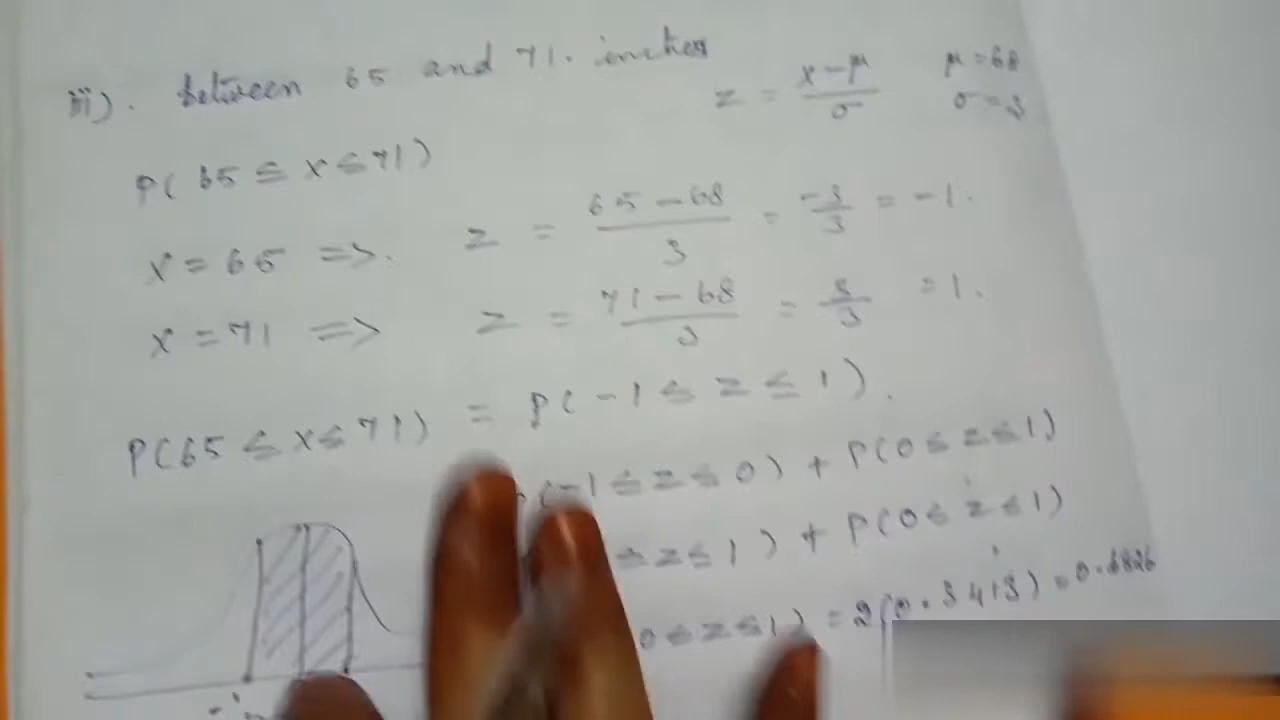 iii). between 65 and 71. inches
z = x-μ/σ μ=68
σ=3
P( 65 ≤ x ≤ 71)
x = 65 =>. z = 65-68/3 = -3/3 = -1.
x = 71 => z = 71-68/3 = 3/3 = 1.
P(65 ≤ x ≤ 71) = P(-1 ≤ z ≤ 1).
(-1 ≤ z ≤ 0) + P(0 ≤ z ≤ 1)
≤ z ≤ 1) + P(0 ≤ z ≤ 1)
0 ≤ z ≤ 1) = 2(0.3413) = 0.6826